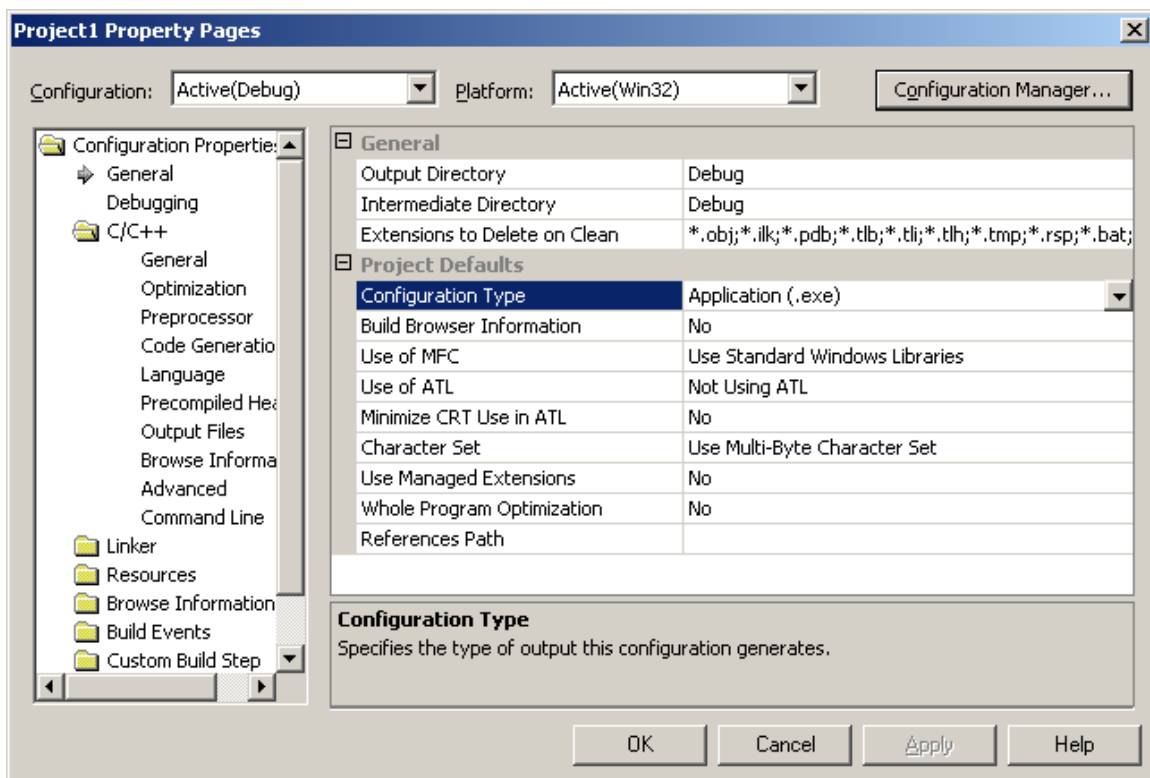 Project1 Property Pages
Configuration: Active(Debug) Platform: Active(Win32) Configuration Manager...
Configuration Propertie
General
Debugging
C/C++
General
Optimization
Preprocessor
Code Generatio
Language
Precompiled Hea
Output Files
Browse Informa
Advanced
Command Line
Linker
Resources
Browse Information
Build Events
Custom Build Step
General
Output Directory Debug
Intermediate Directory Debug
Extensions to Delete on Clean *.obj;*.ilk;*.pdb;*.tlb;*.tli;*.tlh;*.tmp;*.rsp;*.bat;
Project Defaults
Configuration Type Application (.exe)
Build Browser Information No
Use of MFC Use Standard Windows Libraries
Use of ATL Not Using ATL
Minimize CRT Use in ATL No
Character Set Use Multi-Byte Character Set
Use Managed Extensions No
Whole Program Optimization No
References Path
Configuration Type
Specifies the type of output this configuration generates.
OK Cancel Apply Help